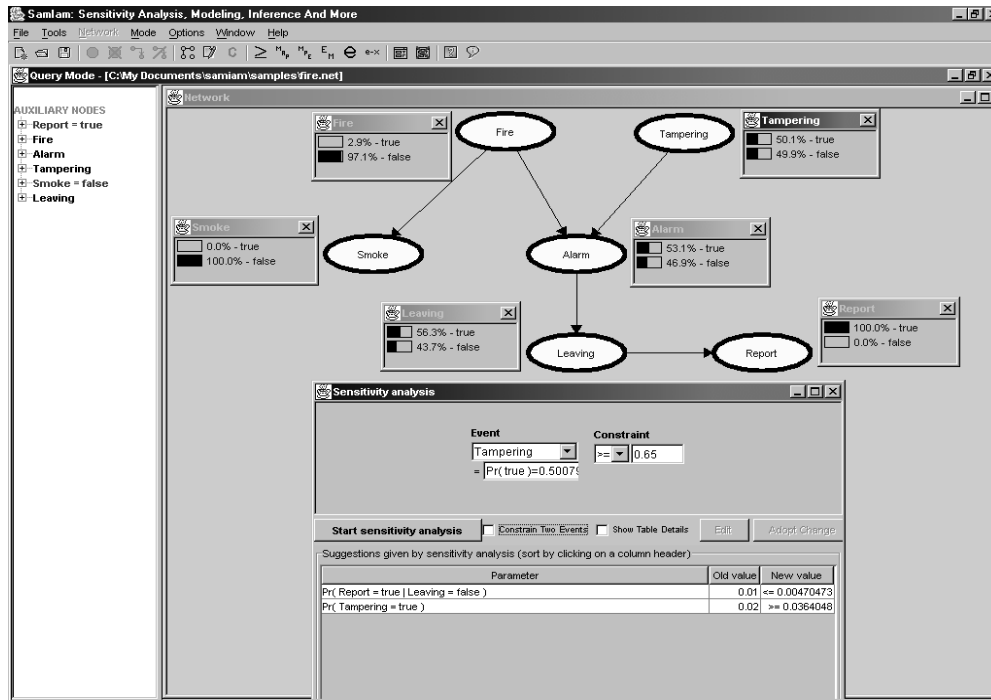 SamIam: Sensitivity Analysis, Modeling, Inference And More
File Tools Network Mode Options Window Help
Query Mode - [C:\My Documents\samiam\samples\fire.net]
AUXILIARY NODES
Report = true
Fire
Alarm
Tampering
Smoke = false
Leaving
Network
Fire
2.9% - true
97.1% - false
Fire
Tampering
Tampering
50.1% - true
49.9% - false
Smoke
0.0% - true
100.0% - false
Smoke
Alarm
Alarm
53.1% - true
46.9% - false
Leaving
56.3% - true
43.7% - false
Leaving
Report
Report
100.0% - true
0.0% - false
Sensitivity analysis
Event Constraint
Tampering >= 0.65
= Pr(true)=0.50079
Start sensitivity analysis Constrain Two Events Show Table Details Edit Adopt Change
Suggestions given by sensitivity analysis (sort by clicking on a column header)
Parameter Old value New value
Pr( Report = true | Leaving = false ) 0.01 <= 0.00470473
Pr( Tampering = true ) 0.02 >= 0.0364048